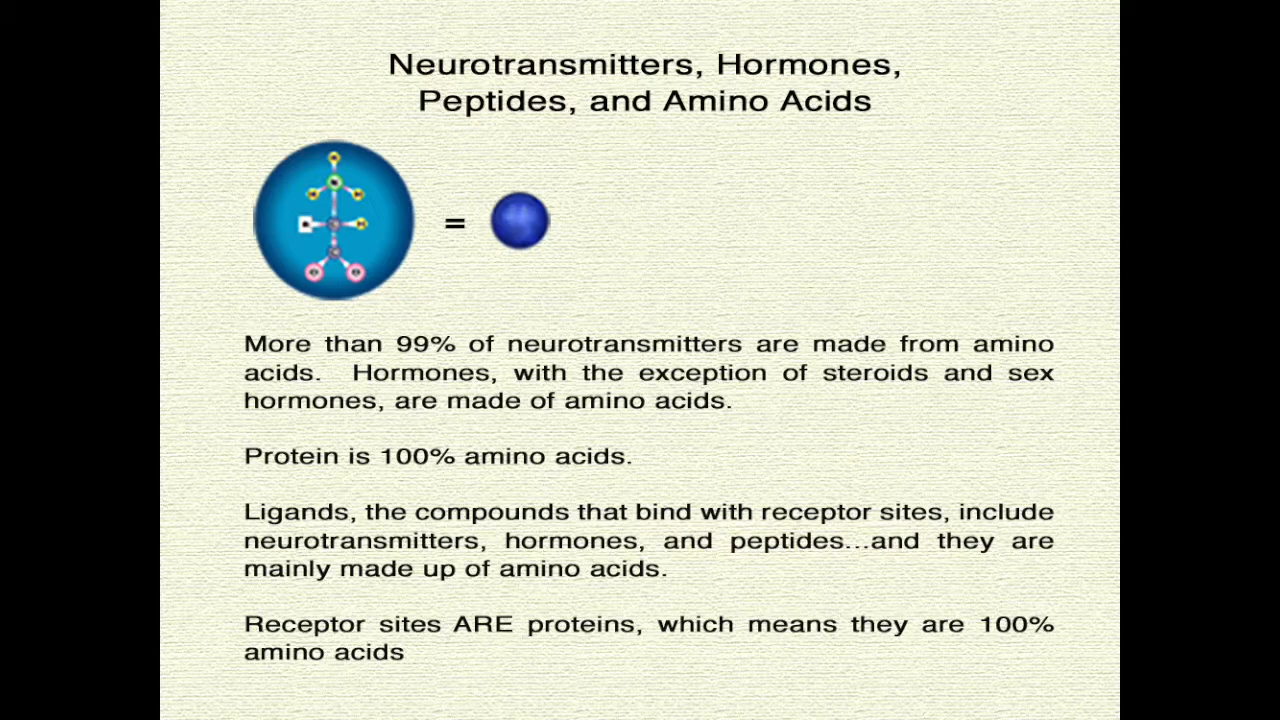 Neurotransmitters, Hormones,
Peptides, and Amino Acids
=
More than 99% of neurotransmitters are made from amino
acids. Hormones, with the exception of steroids and sex
hormones, are made of amino acids.
Protein is 100% amino acids.
Ligands, the compounds that bind with receptor sites, include
neurotransmitters, hormones, and peptides...and they are
mainly made up of amino acids.
Receptor sites ARE proteins, which means they are 100%
amino acids